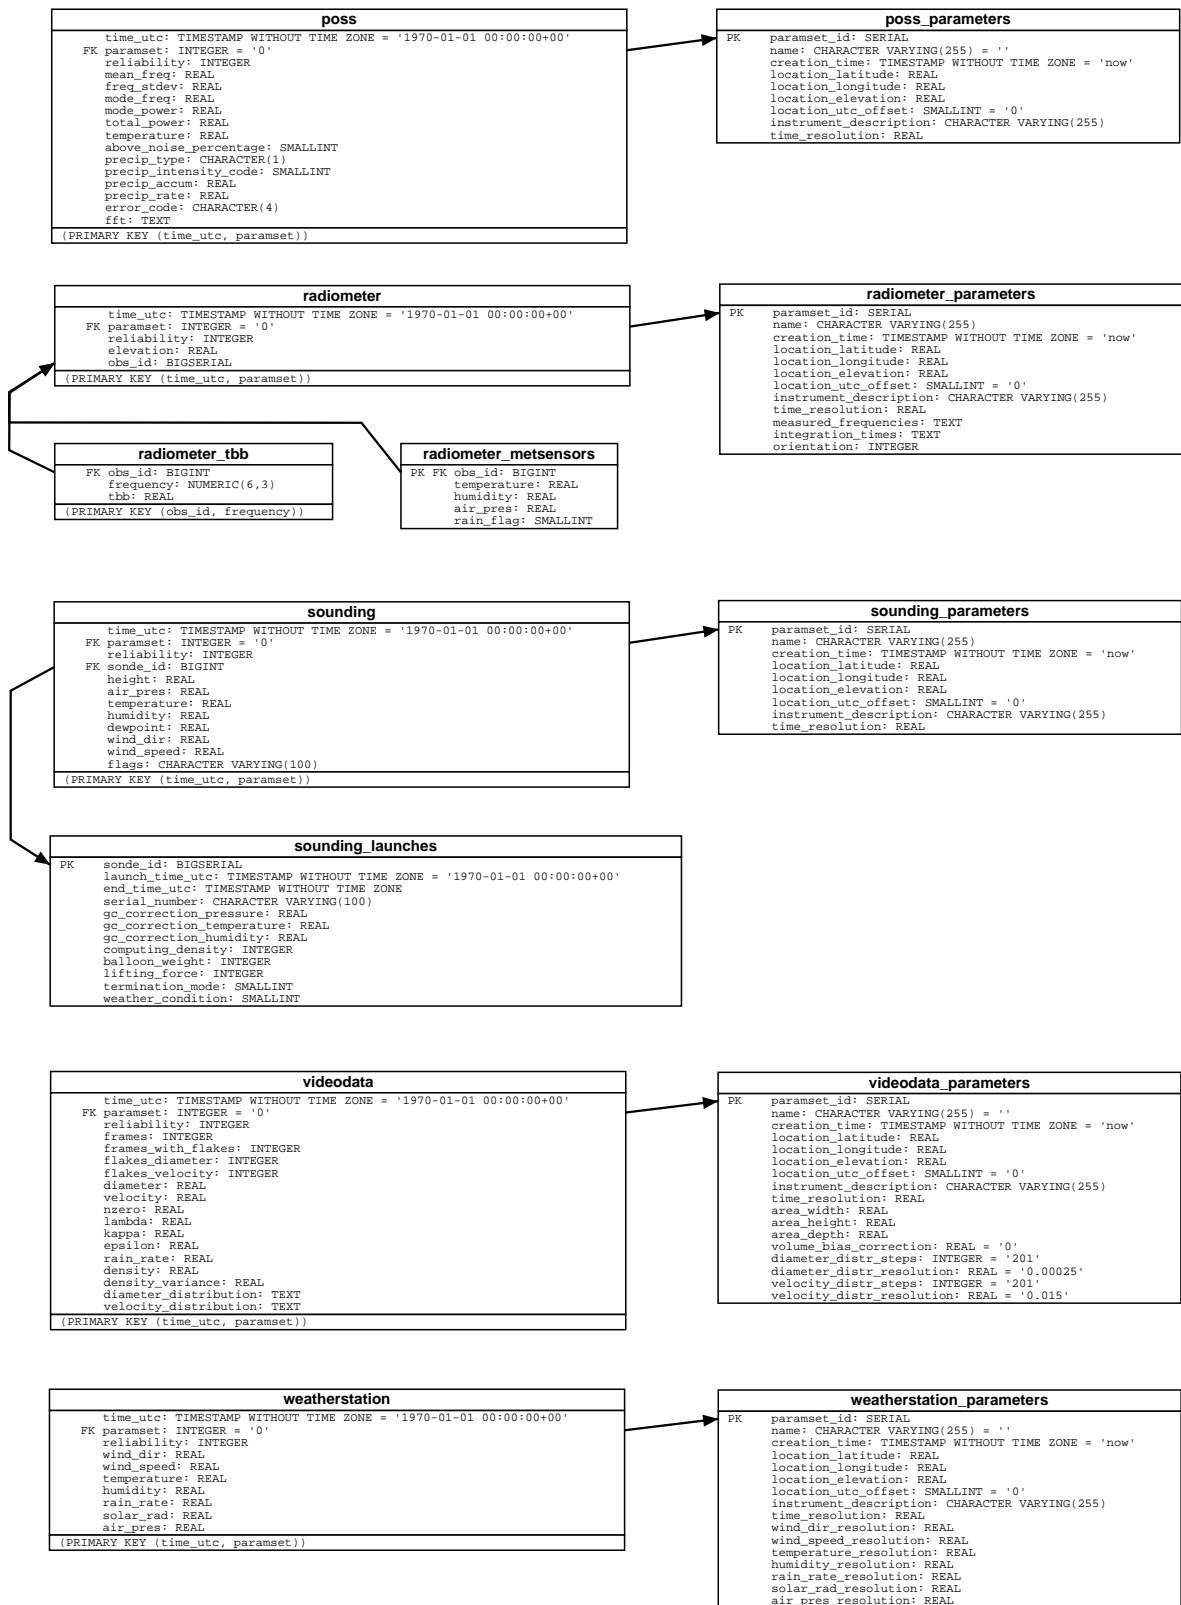 poss
time_utc: TIMESTAMP WITHOUT TIME ZONE = '1970-01-01 00:00:00+00'
FK paramset: INTEGER = '0'
reliability: INTEGER
mean_freq: REAL
freq_stdev: REAL
mode_freq: REAL
mode_power: REAL
total_power: REAL
temperature: REAL
above_noise_percentage: SMALLINT
precip_type: CHARACTER(1)
precip_intensity_code: SMALLINT
precip_accum: REAL
precip_rate: REAL
error_code: CHARACTER(4)
fft: TEXT
(PRIMARY KEY (time_utc, paramset))
poss_parameters
PK paramset_id: SERIAL
name: CHARACTER VARYING(255) = ''
creation_time: TIMESTAMP WITHOUT TIME ZONE = 'now'
location_latitude: REAL
location_longitude: REAL
location_elevation: REAL
location_utc_offset: SMALLINT = '0'
instrument_description: CHARACTER VARYING(255)
time_resolution: REAL
radiometer
time_utc: TIMESTAMP WITHOUT TIME ZONE = '1970-01-01 00:00:00+00'
FK paramset: INTEGER = '0'
reliability: INTEGER
elevation: REAL
obs_id: BIGSERIAL
(PRIMARY KEY (time_utc, paramset))
radiometer_parameters
PK paramset_id: SERIAL
name: CHARACTER VARYING(255)
creation_time: TIMESTAMP WITHOUT TIME ZONE = 'now'
location_latitude: REAL
location_longitude: REAL
location_elevation: REAL
location_utc_offset: SMALLINT = '0'
instrument_description: CHARACTER VARYING(255)
time_resolution: REAL
measured_frequencies: TEXT
integration_times: TEXT
orientation: INTEGER
radiometer_tbb
FK obs_id: BIGINT
frequency: NUMERIC(6,3)
tbb: REAL
(PRIMARY KEY (obs_id, frequency))
radiometer_metsensors
PK FK obs_id: BIGINT
temperature: REAL
humidity: REAL
air_pres: REAL
rain_flag: SMALLINT
sounding
time_utc: TIMESTAMP WITHOUT TIME ZONE = '1970-01-01 00:00:00+00'
FK paramset: INTEGER = '0'
reliability: INTEGER
FK sonde_id: BIGINT
height: REAL
air_pres: REAL
temperature: REAL
humidity: REAL
dewpoint: REAL
wind_dir: REAL
wind_speed: REAL
flags: CHARACTER VARYING(100)
(PRIMARY KEY (time_utc, paramset))
sounding_parameters
PK paramset_id: SERIAL
name: CHARACTER VARYING(255)
creation_time: TIMESTAMP WITHOUT TIME ZONE = 'now'
location_latitude: REAL
location_longitude: REAL
location_elevation: REAL
location_utc_offset: SMALLINT = '0'
instrument_description: CHARACTER VARYING(255)
time_resolution: REAL
sounding_launches
PK sonde_id: BIGSERIAL
launch_time_utc: TIMESTAMP WITHOUT TIME ZONE = '1970-01-01 00:00:00+00'
end_time_utc: TIMESTAMP WITHOUT TIME ZONE
serial_number: CHARACTER VARYING(100)
gc_correction_pressure: REAL
gc_correction_temperature: REAL
gc_correction_humidity: REAL
computing_density: INTEGER
balloon_weight: INTEGER
lifting_force: INTEGER
termination_mode: SMALLINT
weather_condition: SMALLINT
videodata
time_utc: TIMESTAMP WITHOUT TIME ZONE = '1970-01-01 00:00:00+00'
FK paramset: INTEGER = '0'
reliability: INTEGER
frames: INTEGER
frames_with_flakes: INTEGER
flakes_diameter: INTEGER
flakes_velocity: INTEGER
diameter: REAL
velocity: REAL
nzero: REAL
lambda: REAL
kappa: REAL
epsilon: REAL
rain_rate: REAL
density: REAL
density_variance: REAL
diameter_distribution: TEXT
velocity_distribution: TEXT
(PRIMARY KEY (time_utc, paramset))
videodata_parameters
PK paramset_id: SERIAL
name: CHARACTER VARYING(255) = ''
creation_time: TIMESTAMP WITHOUT TIME ZONE = 'now'
location_latitude: REAL
location_longitude: REAL
location_elevation: REAL
location_utc_offset: SMALLINT = '0'
instrument_description: CHARACTER VARYING(255)
time_resolution: REAL
area_width: REAL
area_height: REAL
area_depth: REAL
volume_bias_correction: REAL = '0'
diameter_distr_steps: INTEGER = '201'
diameter_distr_resolution: REAL = '0.00025'
velocity_distr_steps: INTEGER = '201'
velocity_distr_resolution: REAL = '0.015'
weatherstation
time_utc: TIMESTAMP WITHOUT TIME ZONE = '1970-01-01 00:00:00+00'
FK paramset: INTEGER = '0'
reliability: INTEGER
wind_dir: REAL
wind_speed: REAL
temperature: REAL
humidity: REAL
rain_rate: REAL
solar_rad: REAL
air_pres: REAL
(PRIMARY KEY (time_utc, paramset))
weatherstation_parameters
PK paramset_id: SERIAL
name: CHARACTER VARYING(255) = ''
creation_time: TIMESTAMP WITHOUT TIME ZONE = 'now'
location_latitude: REAL
location_longitude: REAL
location_elevation: REAL
location_utc_offset: SMALLINT = '0'
instrument_description: CHARACTER VARYING(255)
time_resolution: REAL
wind_dir_resolution: REAL
wind_speed_resolution: REAL
temperature_resolution: REAL
humidity_resolution: REAL
rain_rate_resolution: REAL
solar_rad_resolution: REAL
air_pres_resolution: REAL